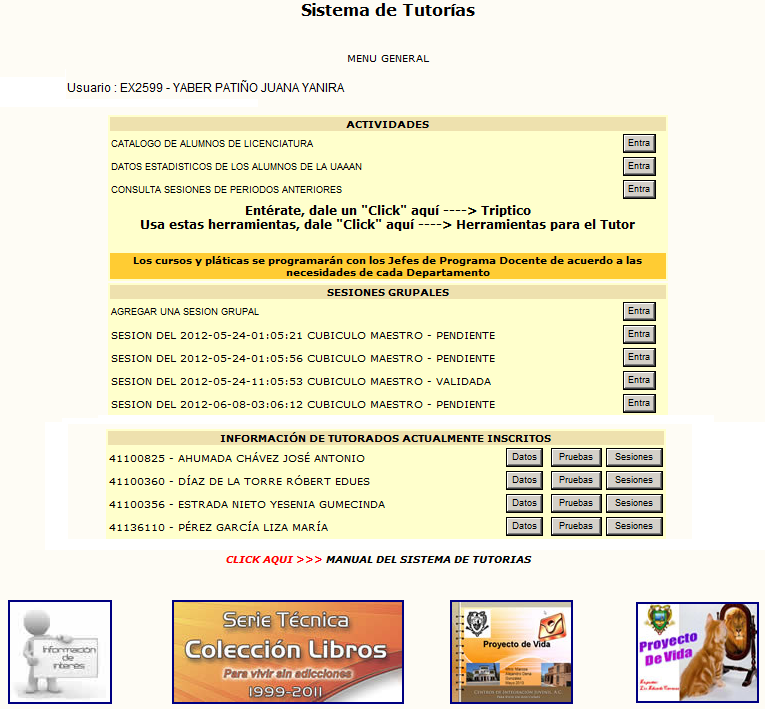 Sistema de Tutorías
MENU GENERAL
Usuario : EX2599 - YABER PATIÑO JUANA YANIRA
ACTIVIDADES
CATALOGO DE ALUMNOS DE LICENCIATURA Entra
DATOS ESTADISTICOS DE LOS ALUMNOS DE LA UAAAN Entra
CONSULTA SESIONES DE PERIODOS ANTERIORES Entra
Entérate, dale un "Click" aquí ----> Triptico
Usa estas herramientas, dale "Click" aquí ----> Herramientas para el Tutor
Los cursos y pláticas se programarán con los Jefes de Programa Docente de acuerdo a las
necesidades de cada Departamento
SESIONES GRUPALES
AGREGAR UNA SESION GRUPAL Entra
SESION DEL 2012-05-24-01:05:21 CUBICULO MAESTRO - PENDIENTE Entra
SESION DEL 2012-05-24-01:05:56 CUBICULO MAESTRO - PENDIENTE Entra
SESION DEL 2012-05-24-11:05:53 CUBICULO MAESTRO - VALIDADA Entra
SESION DEL 2012-06-08-03:06:12 CUBICULO MAESTRO - PENDIENTE Entra
INFORMACIÓN DE TUTORADOS ACTUALMENTE INSCRITOS
41100825 - AHUMADA CHÁVEZ JOSÉ ANTONIO Datos Pruebas Sesiones
41100360 - DÍAZ DE LA TORRE RÓBERT EDUES Datos Pruebas Sesiones
41100356 - ESTRADA NIETO YESENIA GUMECINDA Datos Pruebas Sesiones
41136110 - PÉREZ GARCÍA LIZA MARÍA Datos Pruebas Sesiones
CLICK AQUI >>> MANUAL DEL SISTEMA DE TUTORIAS
Información
de
interés
Serie Técnica
Colección Libros
Para vivir sin adicciones
1999-2011
Proyecto de Vida
CENTROS DE INTEGRACIÓN JUVENIL, A.C.
Proyecto
De Vida